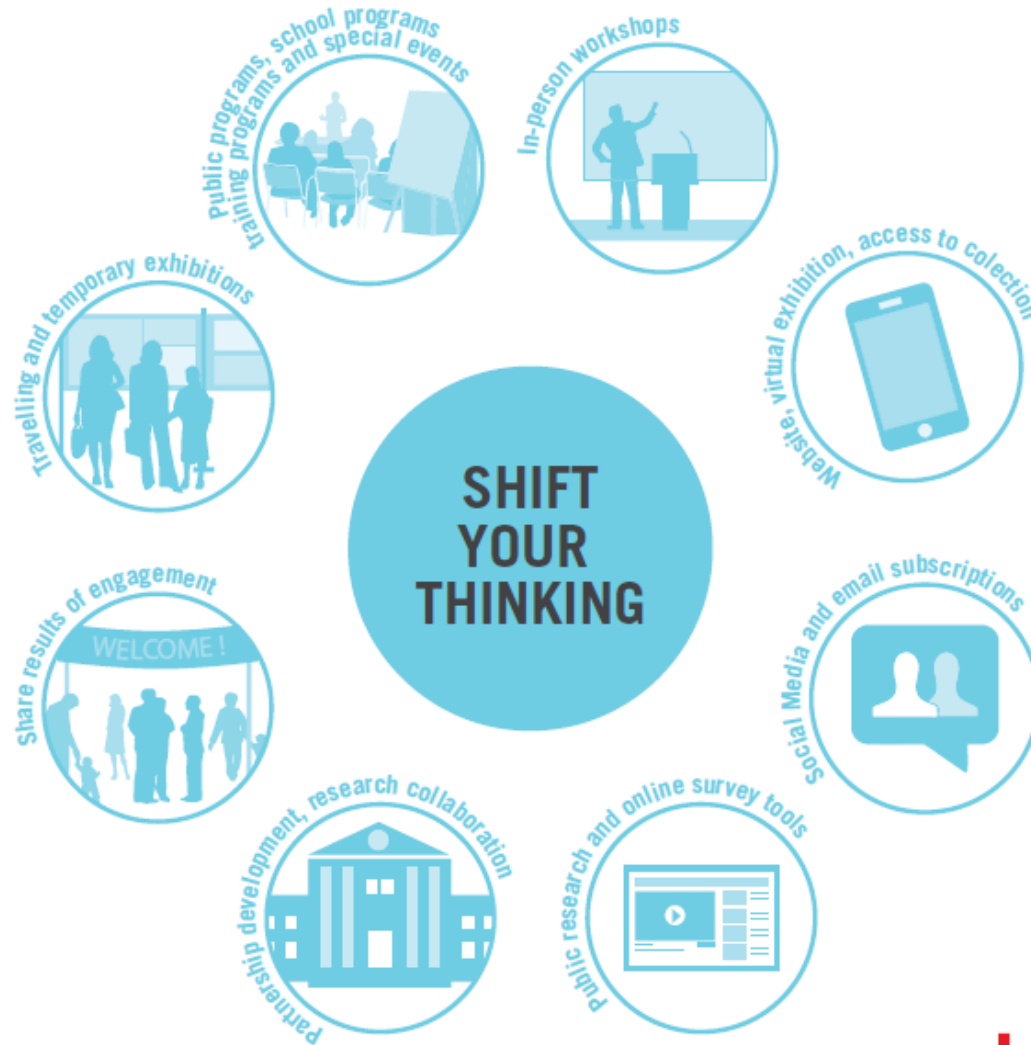 Public programs, school programs
training programs and special events
In-person workshops
Website, virtual exhibition, access to colection
Social Media and email subscriptions
Public research and online survey tools
Partnership development, research collaboration
Share results of engagement
WELCOME !
Travelling and temporary exhibitions
SHIFT
YOUR
THINKING